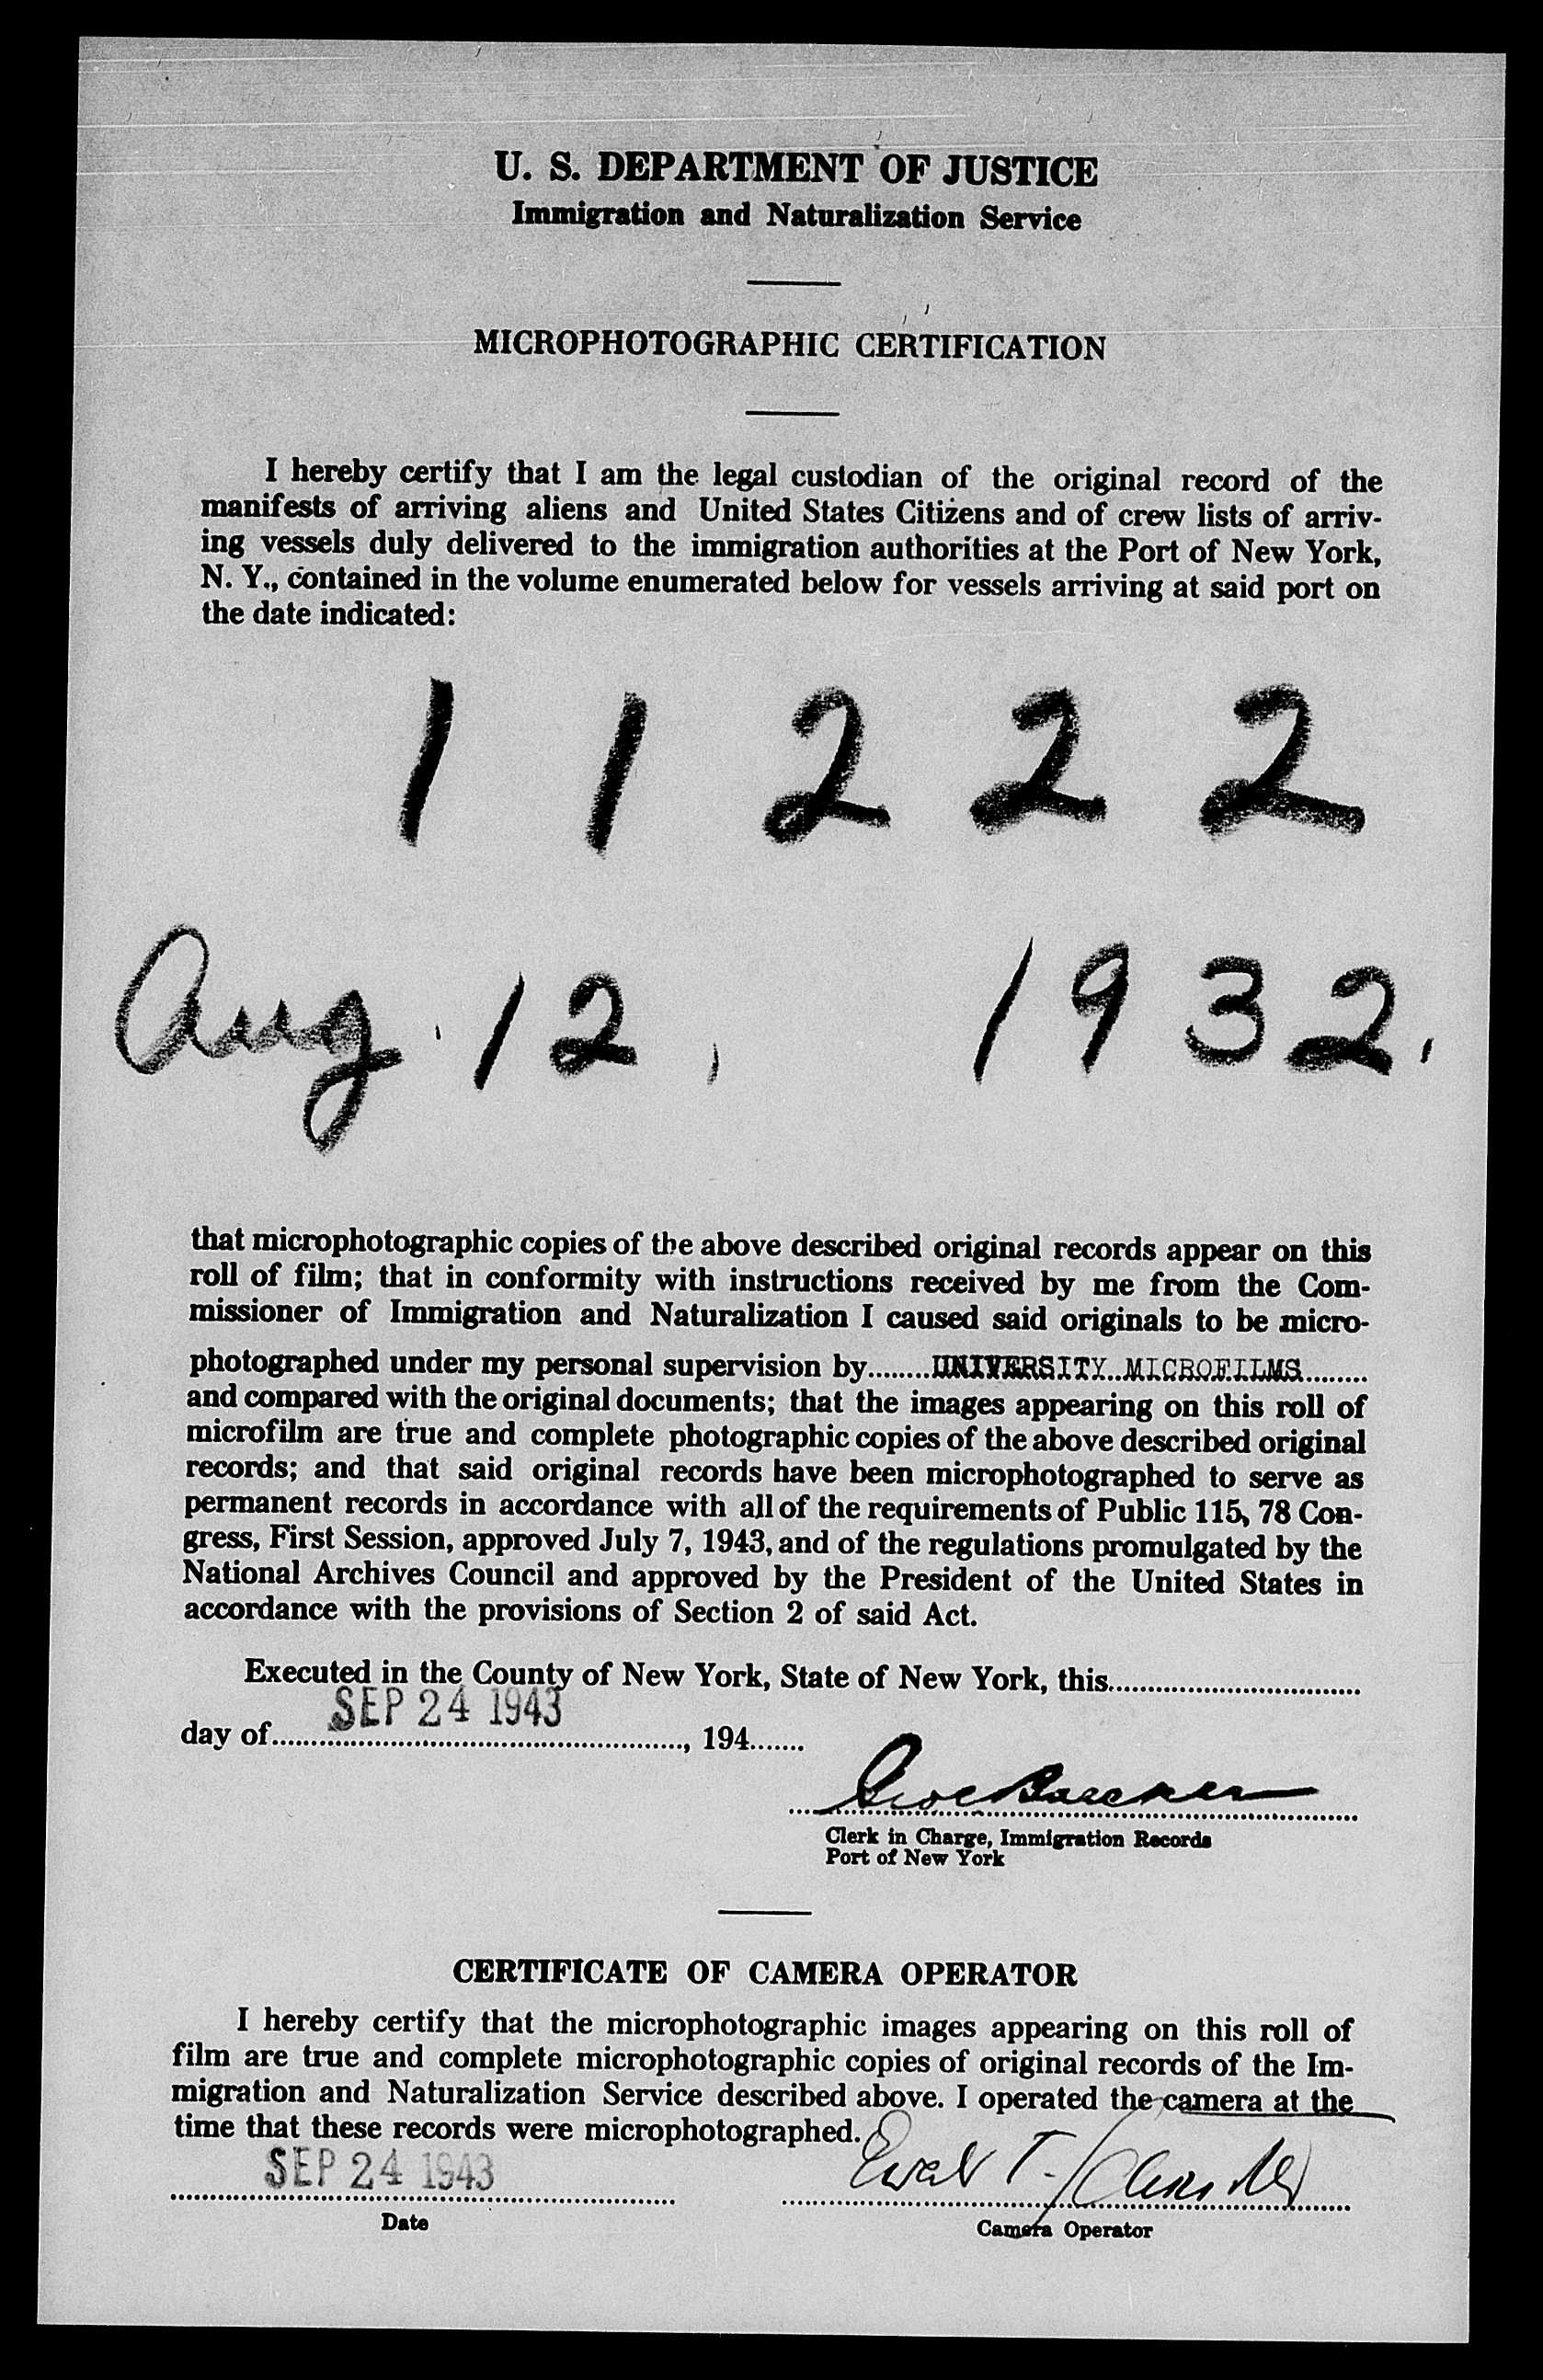 U. S. DEPARTMENT OF JUSTICE
Immigration and Naturalization Service
MICROPHOTOGRAPHIC CERTIFICATION
I hereby certify that I am the legal custodian of the original record of the
manifests of arriving aliens and United States Citizens and of crew lists of arriv-
ing vessels duly delivered to the immigration authorities at the Port of New York,
N. Y., contained in the volume enumerated below for vessels arriving at said port on
the date indicated:
1 1 2 2 2
Aug. 12, 1932.
that microphotographic copies of the above described original records appear on this
roll of film; that in conformity with instructions received by me from the Com-
missioner of Immigration and Naturalization I caused said originals to be micro-
photographed under my personal supervision by........UNIVERSITY MICROFILMS........
and compared with the original documents; that the images appearing on this roll of
microfilm are true and complete photographic copies of the above described original
records; and that said original records have been microphotographed to serve as
permanent records in accordance with all of the requirements of Public 115, 78 Con-
gress, First Session, approved July 7, 1943, and of the regulations promulgated by the
National Archives Council and approved by the President of the United States in
accordance with the provisions of Section 2 of said Act.
Executed in the County of New York, State of New York, this................................
SEP 24 1943
day of....................................................., 194.......
Clerk in Charge, Immigration Records
Port of New York
CERTIFICATE OF CAMERA OPERATOR
I hereby certify that the microphotographic images appearing on this roll of
film are true and complete microphotographic copies of original records of the Im-
migration and Naturalization Service described above. I operated the camera at the
time that these records were microphotographed.
SEP 24 1943
Date
Camera Operator